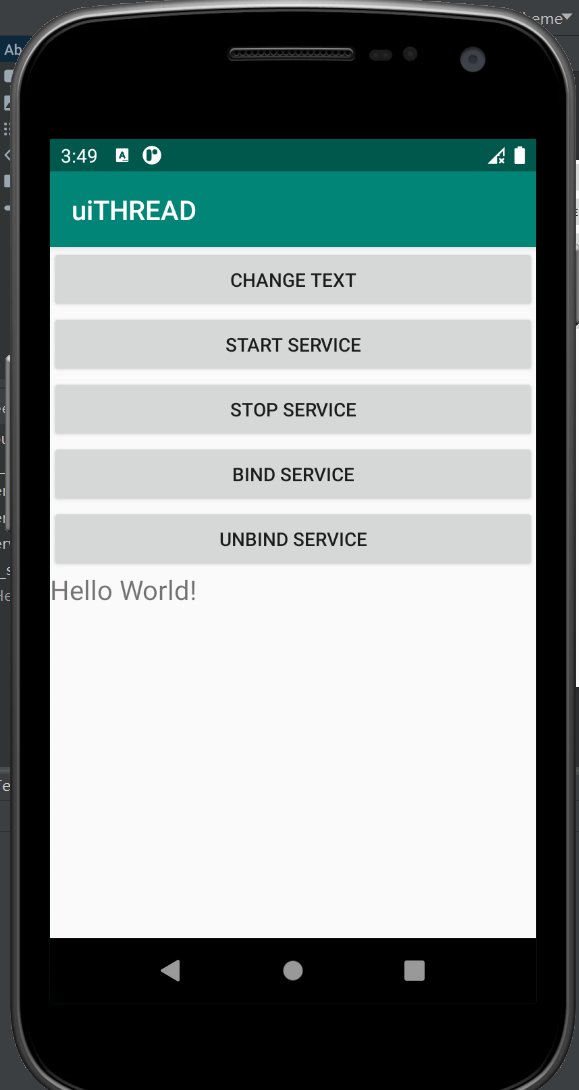 heme
Ab
3:49
uiTHREAD
CHANGE TEXT
START SERVICE
STOP SERVICE
BIND SERVICE
UNBIND SERVICE
Hello World!